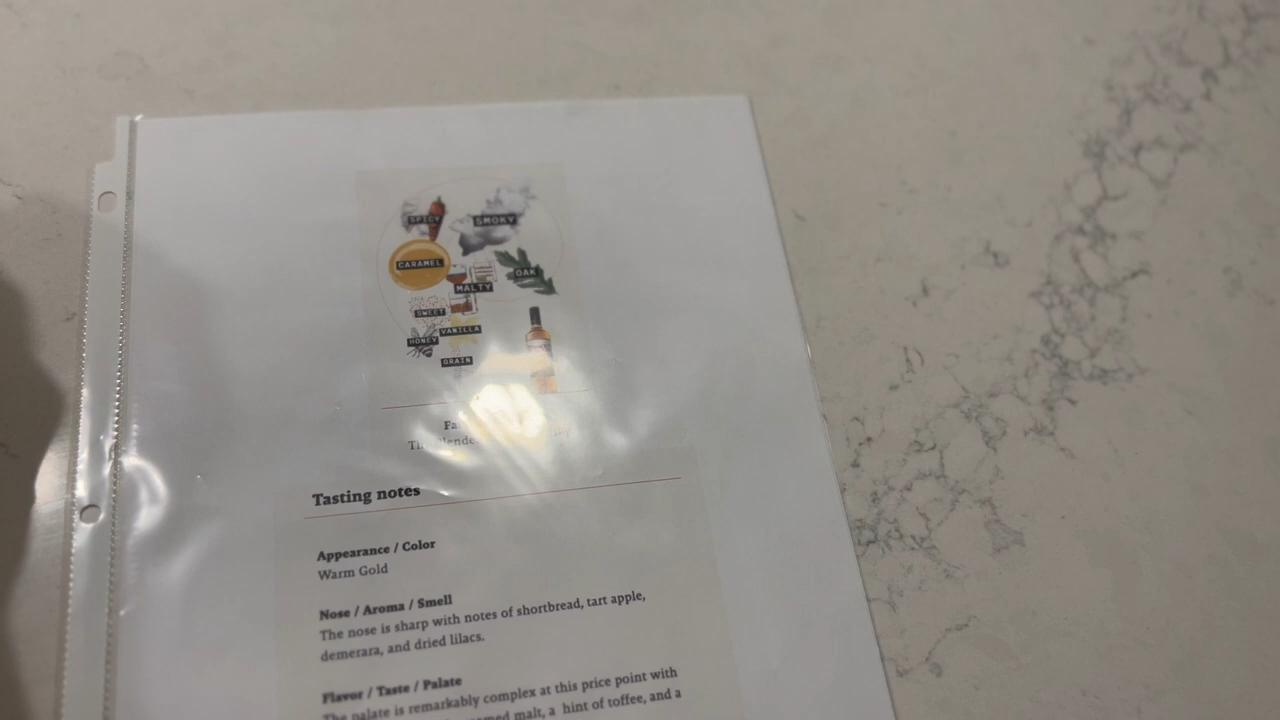 SPICY
SMOKY
CARAMEL
OAK
MALTY
SWEET
VANILLA
HONEY
GRAIN
Tasting notes
Appearance / Color
Warm Gold
Nose / Aroma / Smell
The nose is sharp with notes of shortbread, tart apple,
demerara, and dried lilacs.
Flavor / Taste / Palate
The palate is remarkably complex at this price point with
malt, a hint of toffee, and a